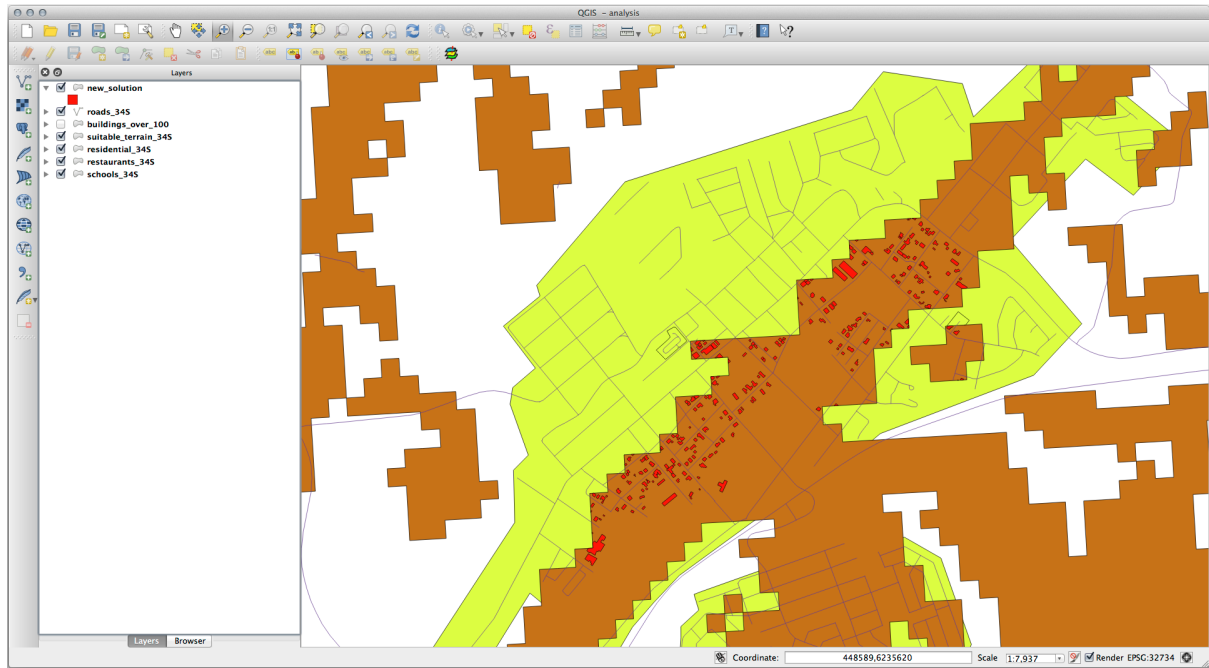 QGIS - analysis
Layers
new_solution
roads_34S
buildings_over_100
suitable_terrain_34S
residential_34S
restaurants_34S
schools_34S
Layers
Browser
Coordinate:
448589,6235620
Scale
1:7,937
Render
EPSG:32734